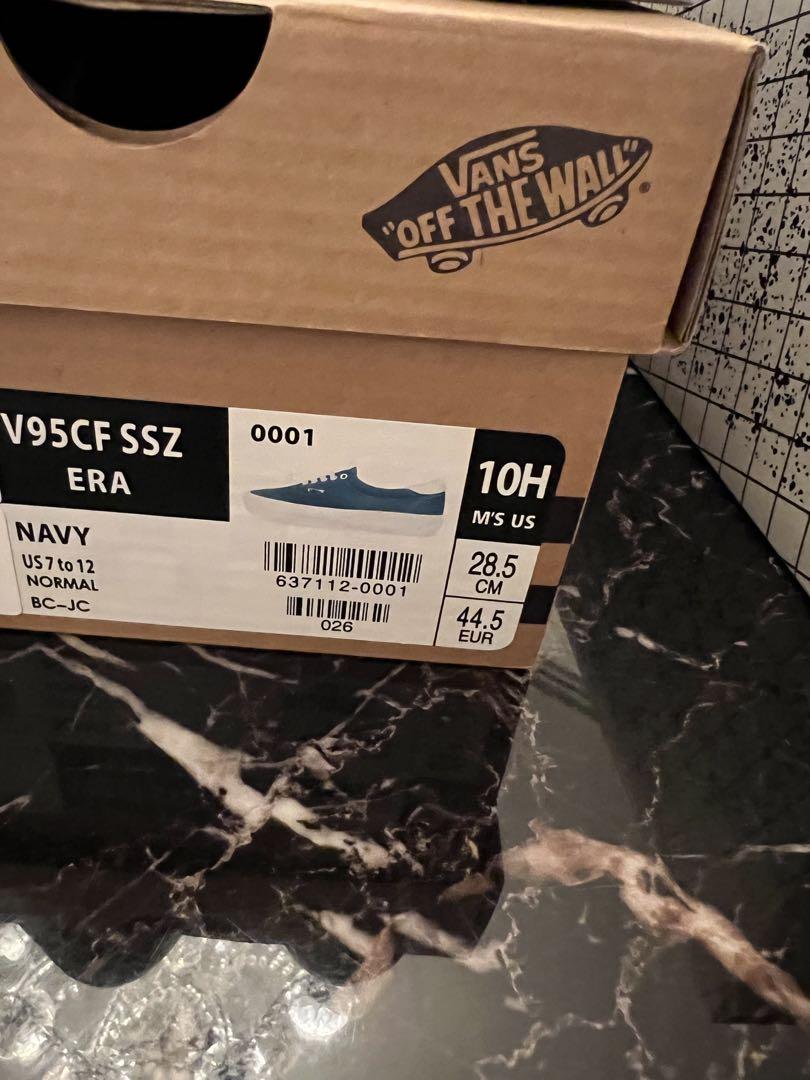 VANS
"OFF THE WALL"
®
V95CF SSZ
ERA
0001
10H
M'S US
NAVY
US 7 to 12
NORMAL
BC-JC
637112-0001
026
28.5
CM
44.5
EUR